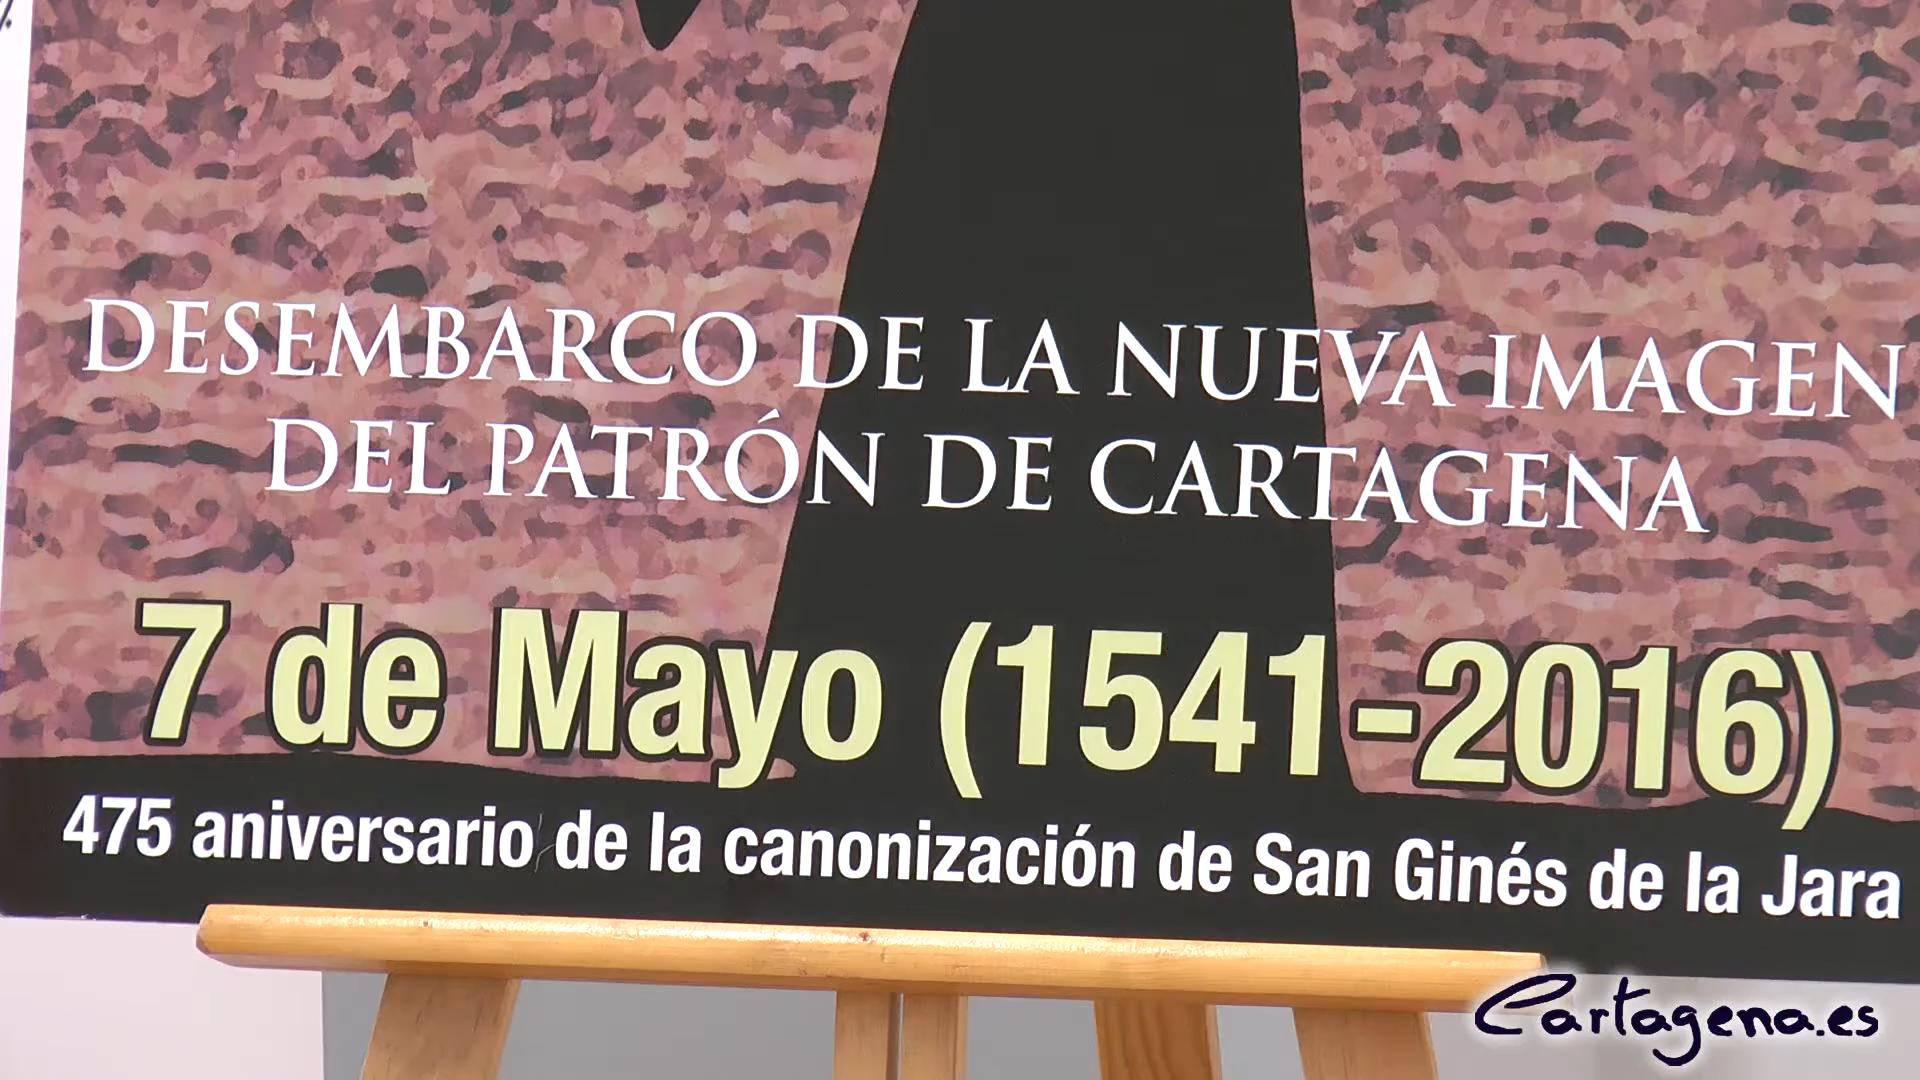 DESEMBARCO DE LA NUEVA IMAGEN
DEL PATRÓN DE CARTAGENA
7 de Mayo (1541-2016)
475 aniversario de la canonización de San Ginés de la Jara
Cartagena.es